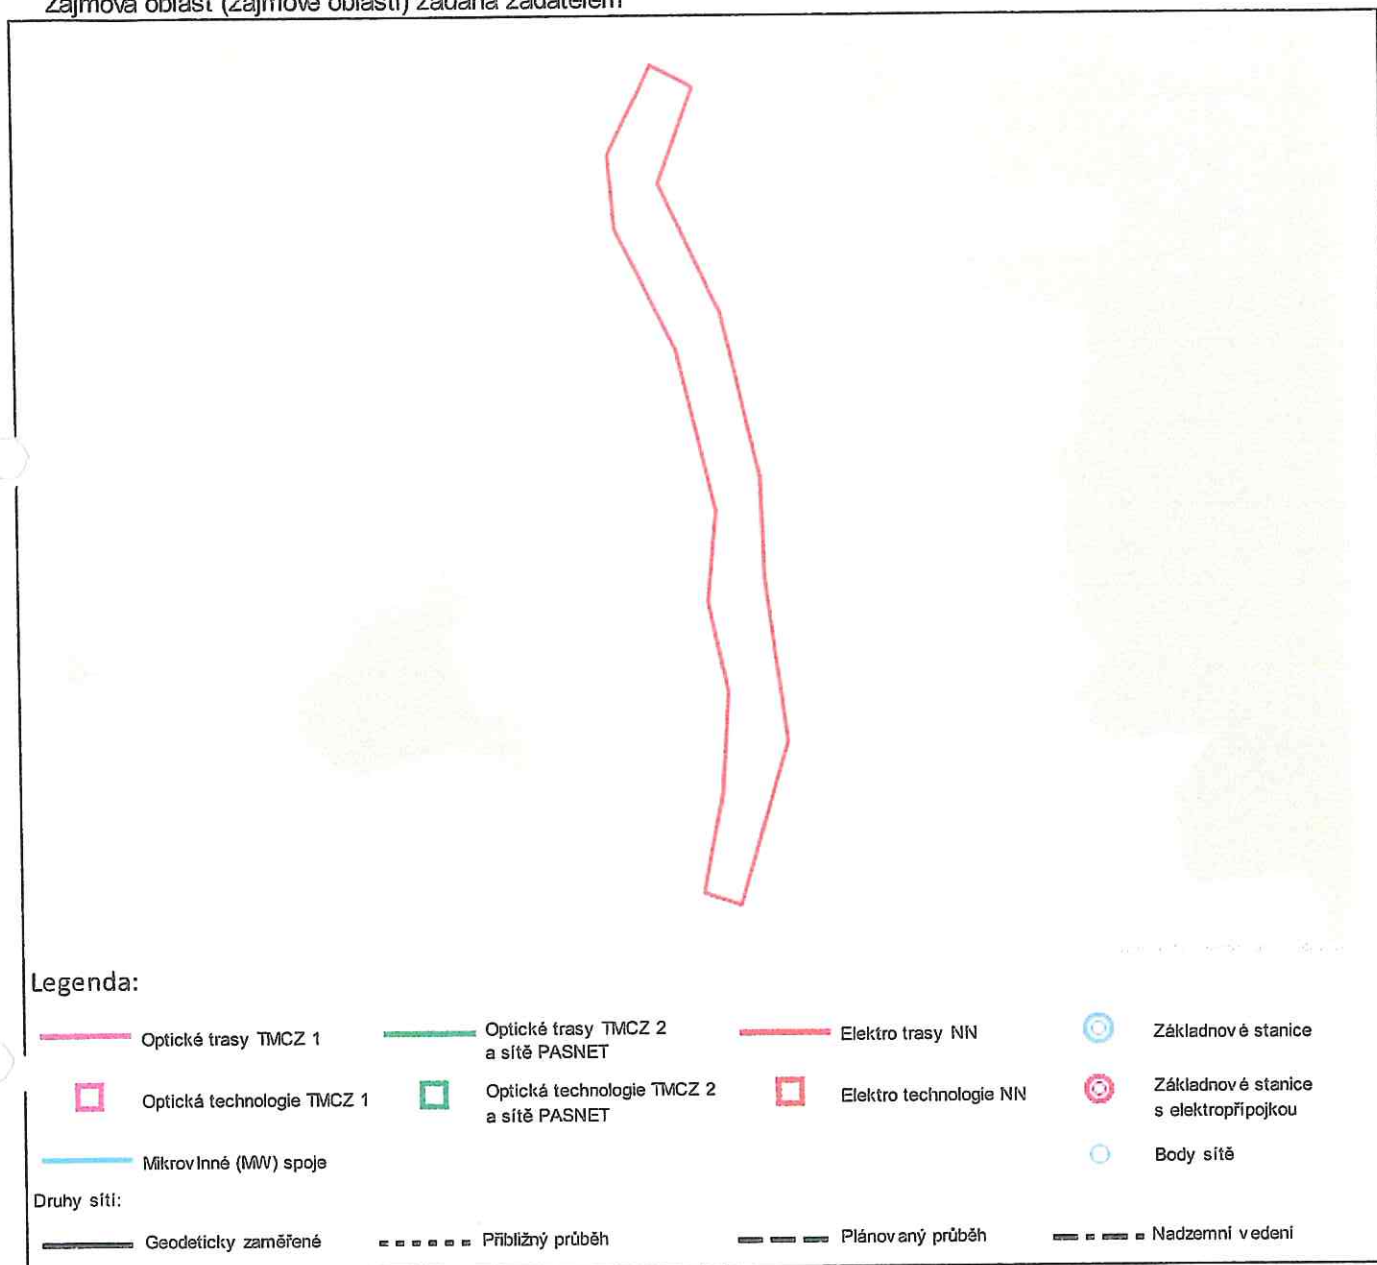 Zájmová oblast (zájmové oblasti) zadaná žadatelem
Legenda:
Optické trasy TMCZ 1
Optické trasy TMCZ 2
a sítě PASNET
Elektro trasy NN
Základnové stanice
Optická technologie TMCZ 1
Optická technologie TMCZ 2
a sítě PASNET
Elektro technologie NN
Základnové stanice
s elektropřípojkou
Mikrovlnné (MW) spoje
Body sítě
Druhy sítí:
Geodeticky zaměřené
Přibližný průběh
Plánovaný průběh
Nadzemní vedení